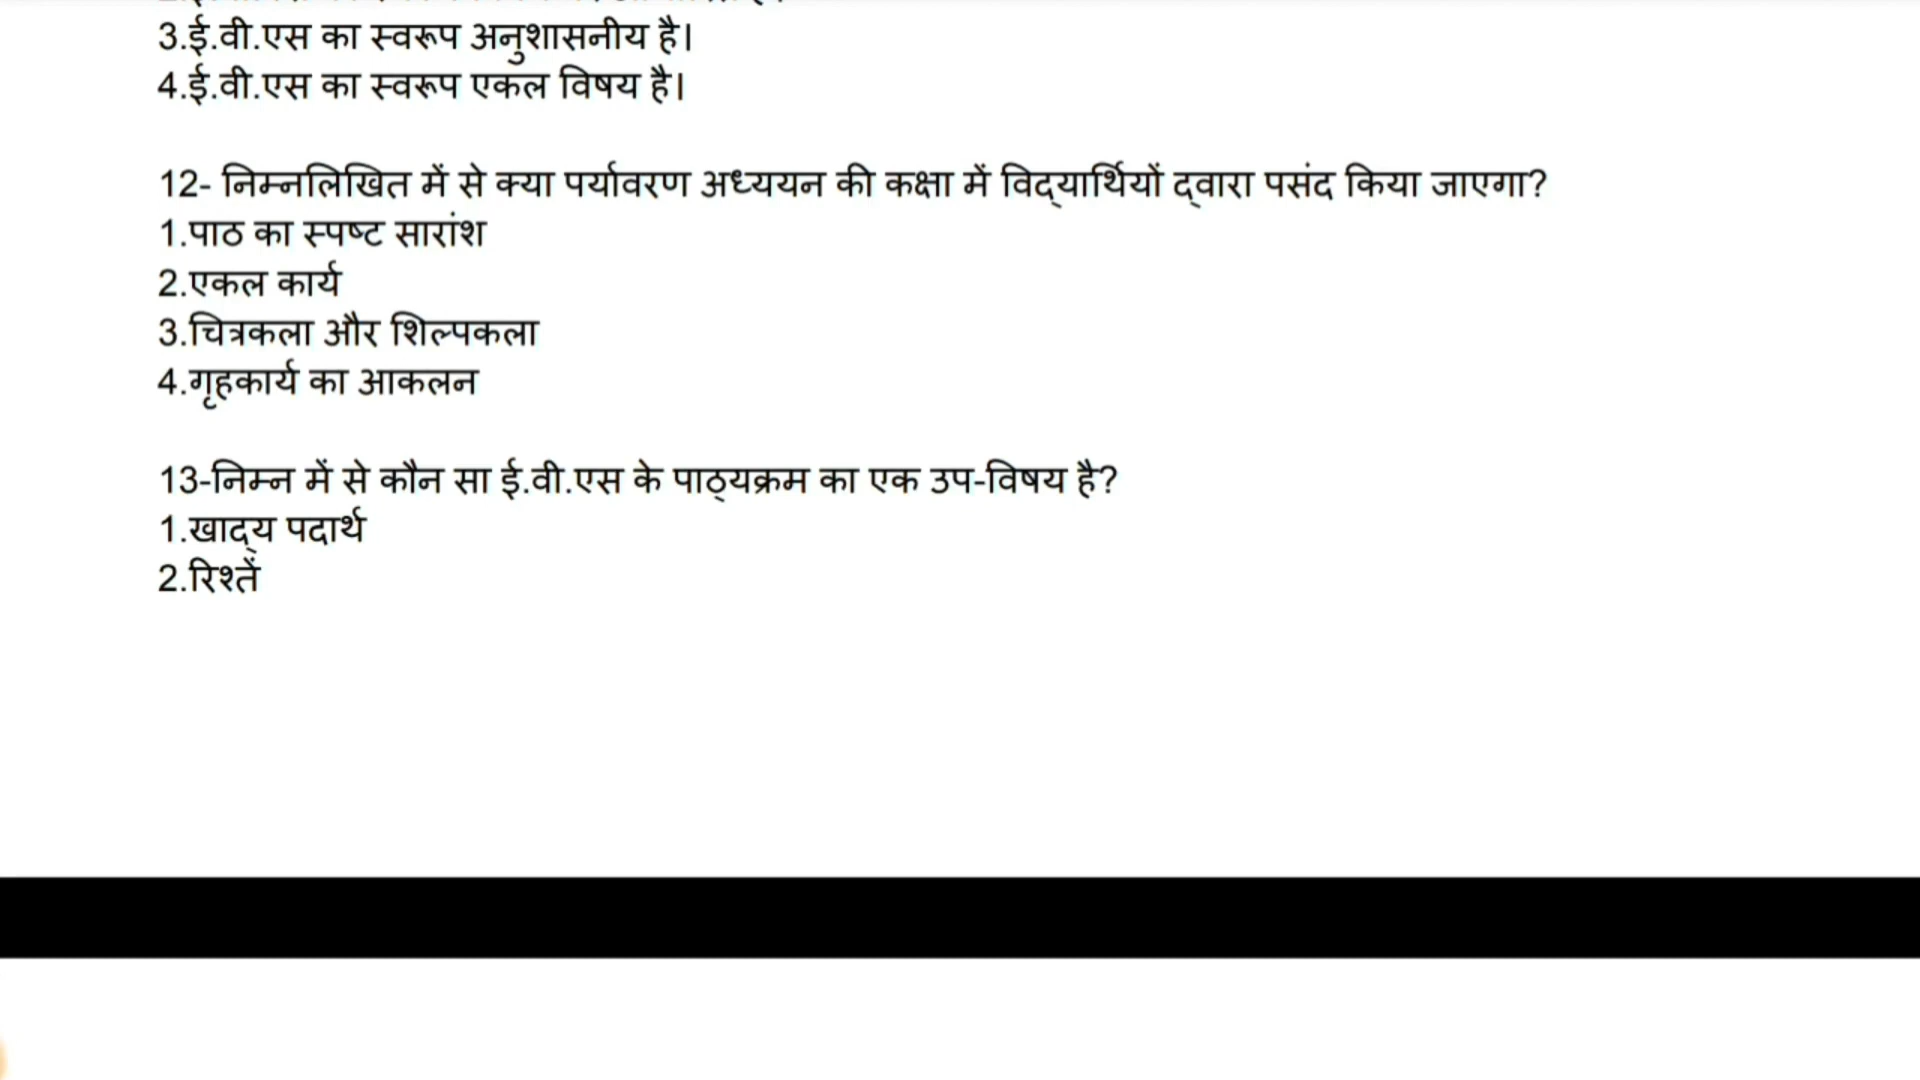 3.ई.वी.एस का स्वरूप अनुशासनीय है।
4.ई.वी.एस का स्वरूप एकल विषय है।
12- निम्नलिखित में से क्या पर्यावरण अध्ययन की कक्षा में विद्यार्थियों द्वारा पसंद किया जाएगा?
1.पाठ का स्पष्ट सारांश
2.एकल कार्य
3.चित्रकला और शिल्पकला
4.गृहकार्य का आकलन
13-निम्न में से कौन सा ई.वी.एस के पाठ्यक्रम का एक उप-विषय है?
1.खाद्य पदार्थ
2.रिश्तें